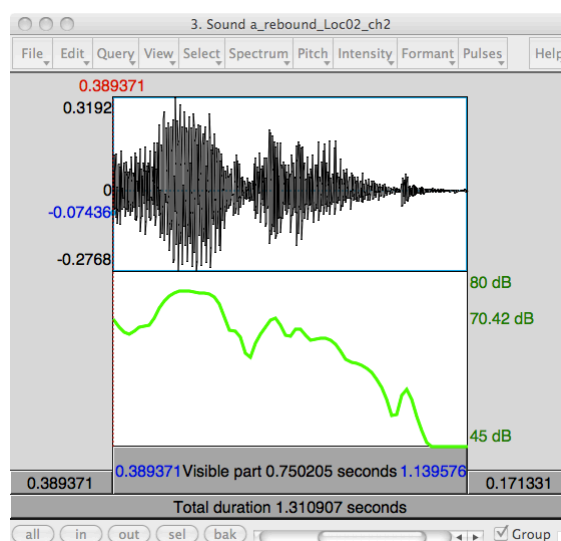 3. Sound a_rebound_Loc02_ch2
File Edit Query View Select Spectrum Pitch Intensity Formant Pulses Help
0.389371
0.3192
0
-0.07436
-0.2768
80 dB
70.42 dB
45 dB
0.389371 Visible part 0.750205 seconds 1.139576
0.389371 0.171331
Total duration 1.310907 seconds
all in out sel bak Group